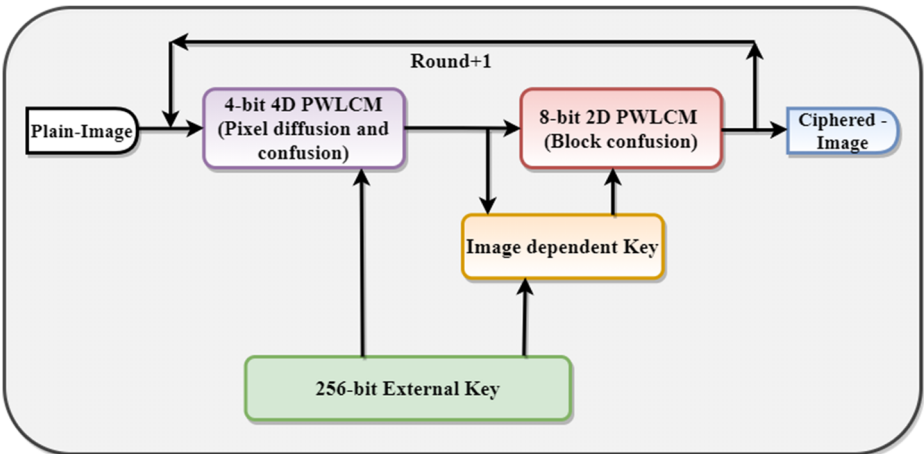 Round+1
Plain-Image
4-bit 4D PWLCM
(Pixel diffusion and
confusion)
8-bit 2D PWLCM
(Block confusion)
Ciphered -
Image
Image dependent Key
256-bit External Key